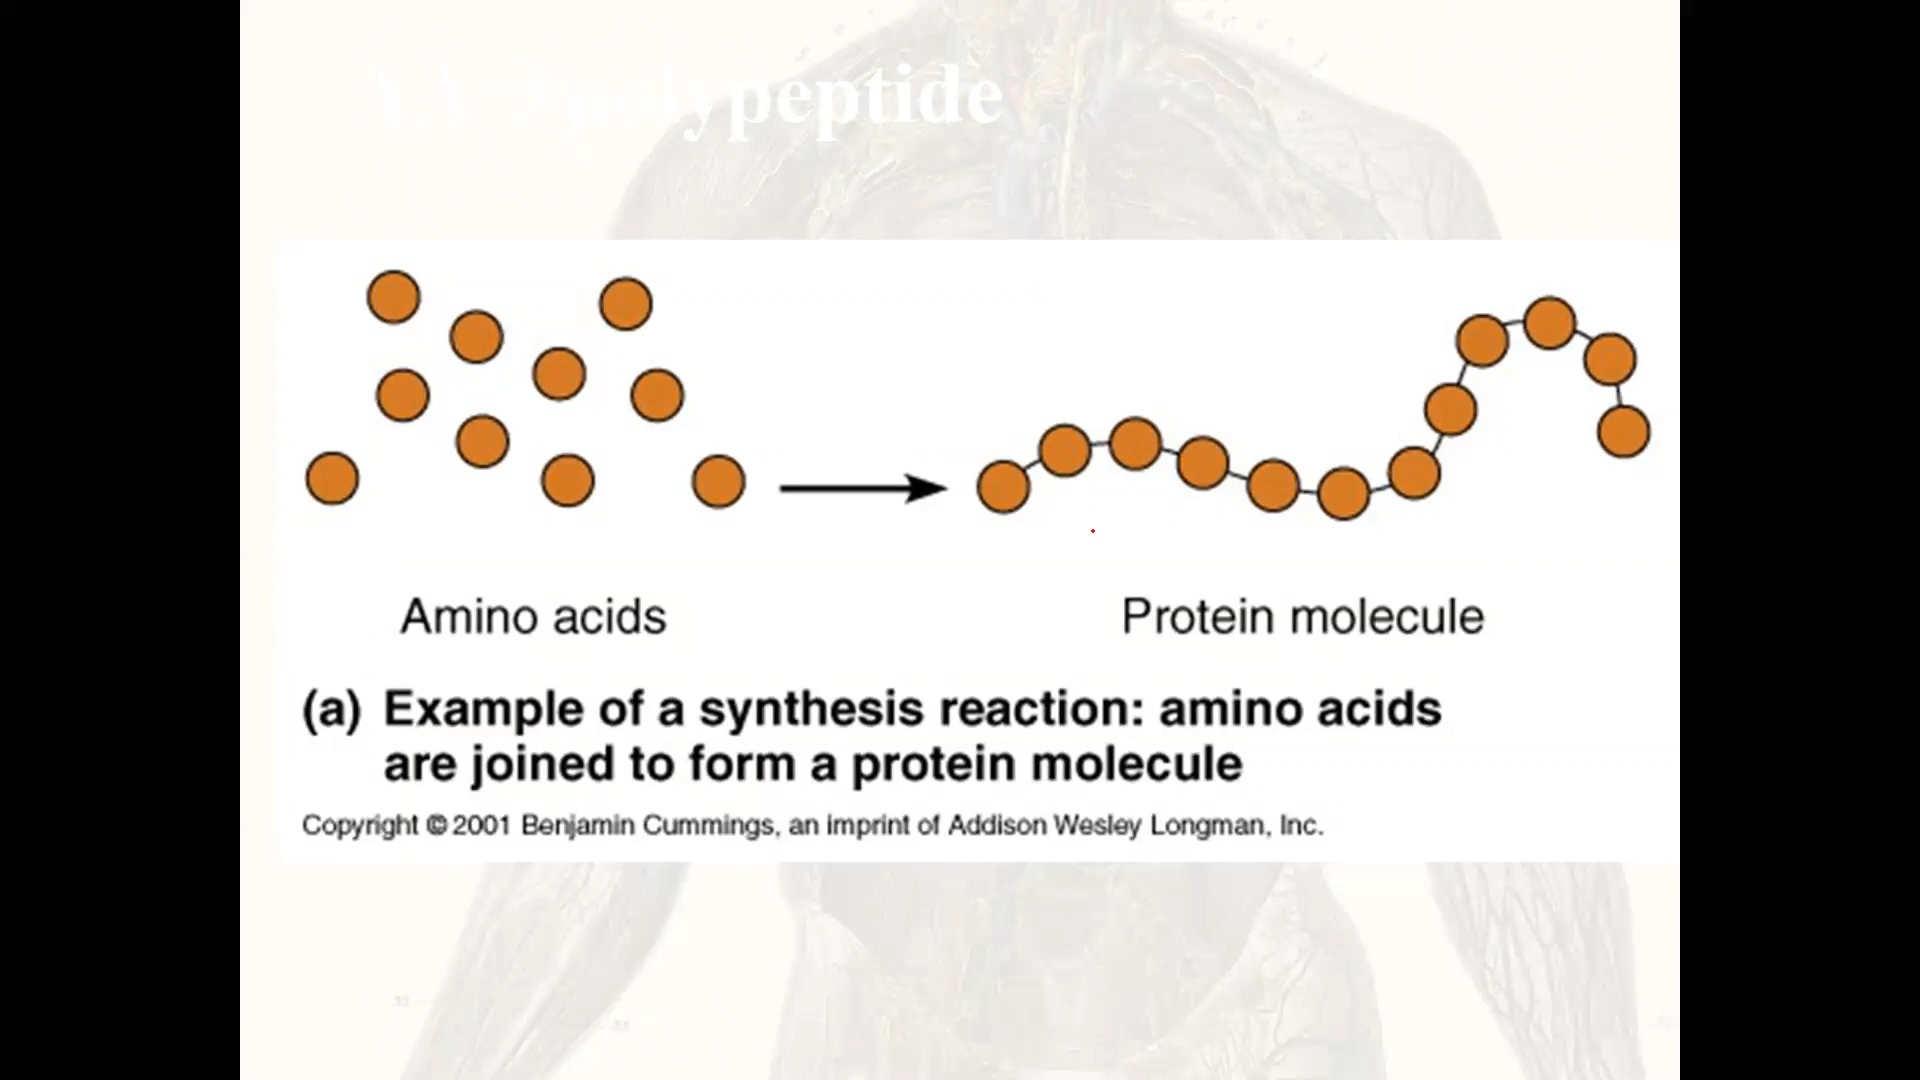 Amino acids
Protein molecule
(a) Example of a synthesis reaction: amino acids
are joined to form a protein molecule
Copyright © 2001 Benjamin Cummings, an imprint of Addison Wesley Longman, Inc.